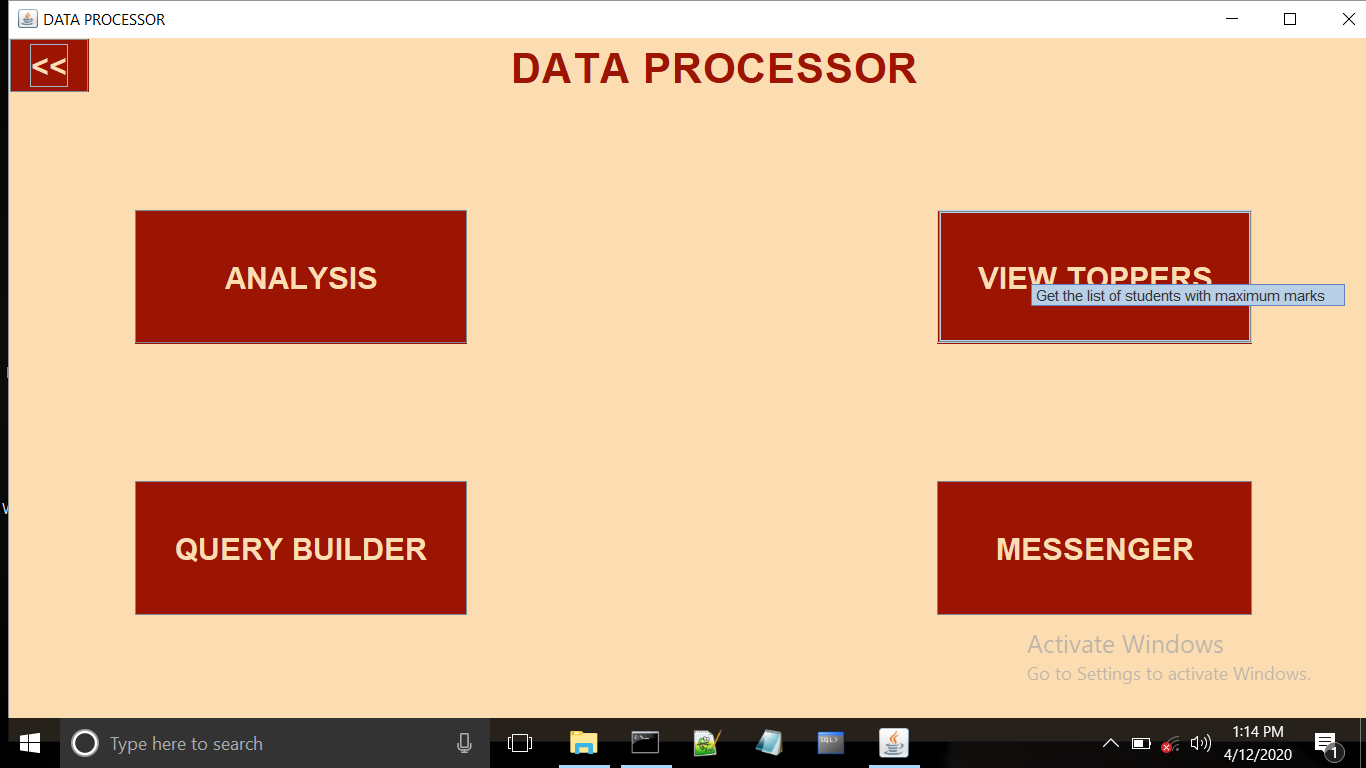 DATA PROCESSOR
<<
DATA PROCESSOR
ANALYSIS
VIEW TOPPERS
Get the list of students with maximum marks
QUERY BUILDER
MESSENGER
Activate Windows
Go to Settings to activate Windows.
Type here to search
SQL>
1:14 PM
4/12/2020
1